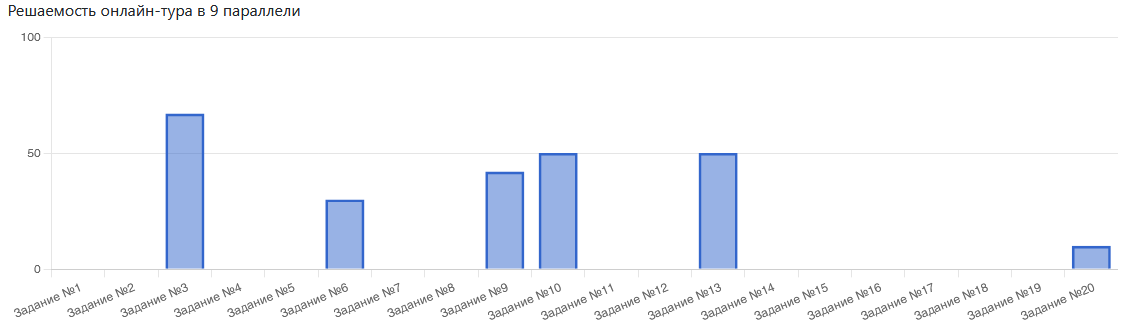 Решаемость онлайн-тура в 9 параллели
100
50
0
Задание №1
Задание №2
Задание №3
Задание №4
Задание №5
Задание №6
Задание №7
Задание №8
Задание №9
Задание №10
Задание №11
Задание №12
Задание №13
Задание №14
Задание №15
Задание №16
Задание №17
Задание №18
Задание №19
Задание №20